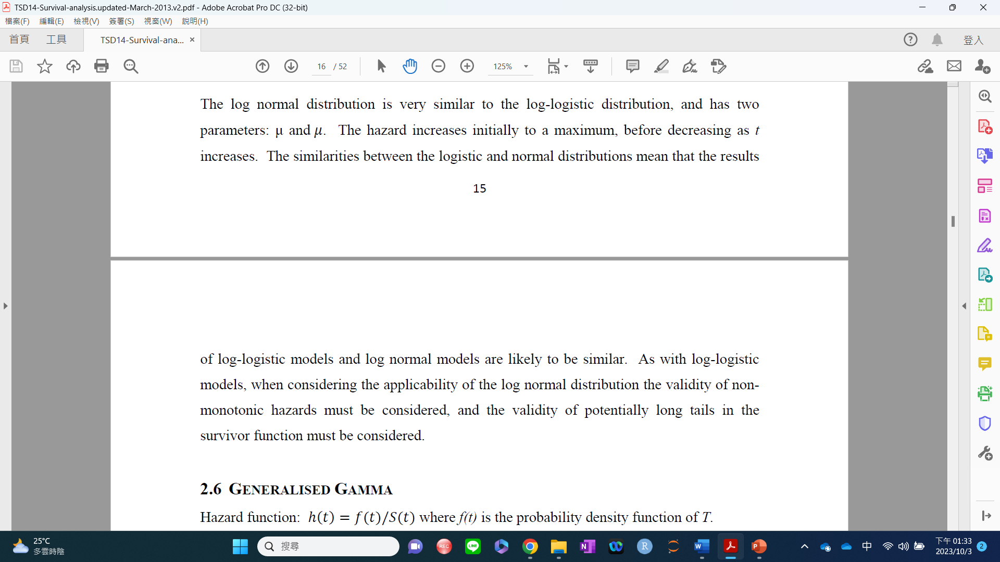 TSD14-Survival-analysis.updated-March-2013.v2.pdf - Adobe Acrobat Pro DC (32-bit)
檔案(F) 編輯(E) 檢視(V) 簽署(S) 視窗(W) 說明(H)
首頁 工具 TSD14-Survival-ana... × 登入
16 / 52 125%
The log normal distribution is very similar to the log-logistic distribution, and has two
parameters: μ and μ. The hazard increases initially to a maximum, before decreasing as t
increases. The similarities between the logistic and normal distributions mean that the results
15
of log-logistic models and log normal models are likely to be similar. As with log-logistic
models, when considering the applicability of the log normal distribution the validity of non-
monotonic hazards must be considered, and the validity of potentially long tails in the
survivor function must be considered.
2.6 GENERALISED GAMMA
Hazard function: h(t) = f(t)/S(t) where f(t) is the probability density function of T.
25°C
多雲時陰
搜尋
REC
LINE
N
R
W
P
中
下午 01:33
2023/10/3
2